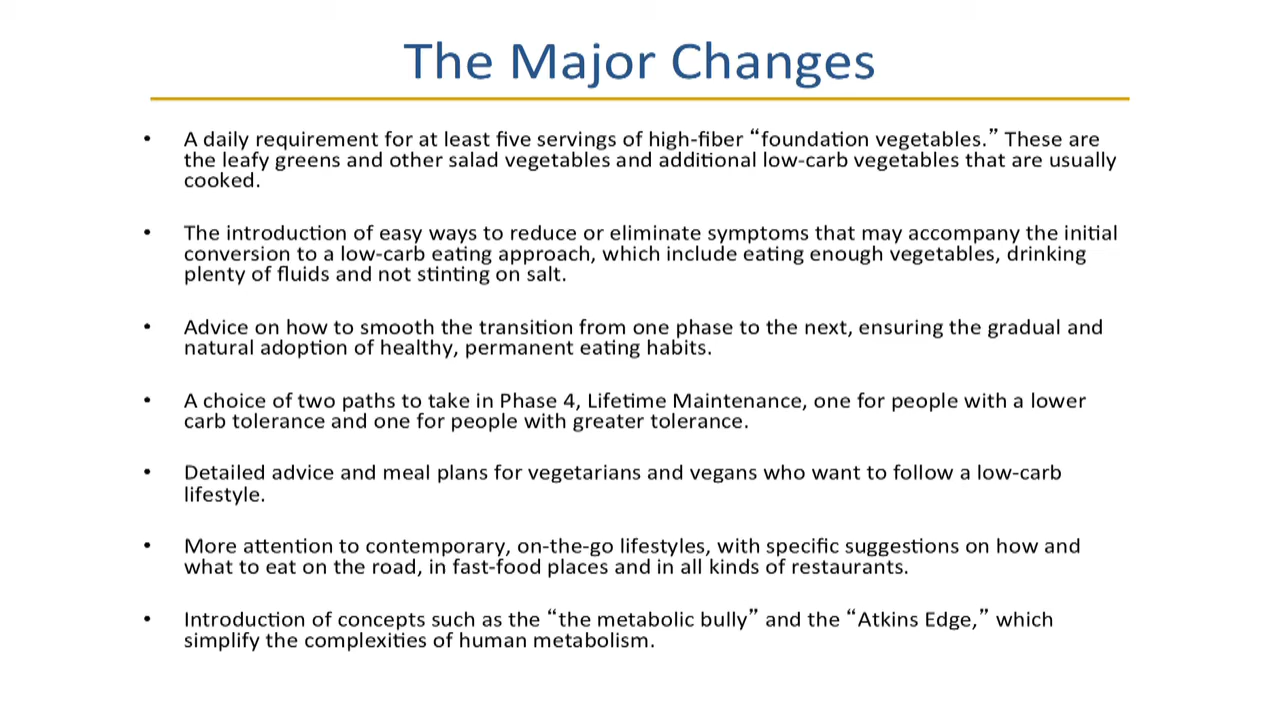 The Major Changes
• A daily requirement for at least five servings of high-fiber “foundation vegetables.” These are
the leafy greens and other salad vegetables and additional low-carb vegetables that are usually
cooked.
• The introduction of easy ways to reduce or eliminate symptoms that may accompany the initial
conversion to a low-carb eating approach, which include eating enough vegetables, drinking
plenty of fluids and not stinting on salt.
• Advice on how to smooth the transition from one phase to the next, ensuring the gradual and
natural adoption of healthy, permanent eating habits.
• A choice of two paths to take in Phase 4, Lifetime Maintenance, one for people with a lower
carb tolerance and one for people with greater tolerance.
• Detailed advice and meal plans for vegetarians and vegans who want to follow a low-carb
lifestyle.
• More attention to contemporary, on-the-go lifestyles, with specific suggestions on how and
what to eat on the road, in fast-food places and in all kinds of restaurants.
• Introduction of concepts such as the “the metabolic bully” and the “Atkins Edge,” which
simplify the complexities of human metabolism.